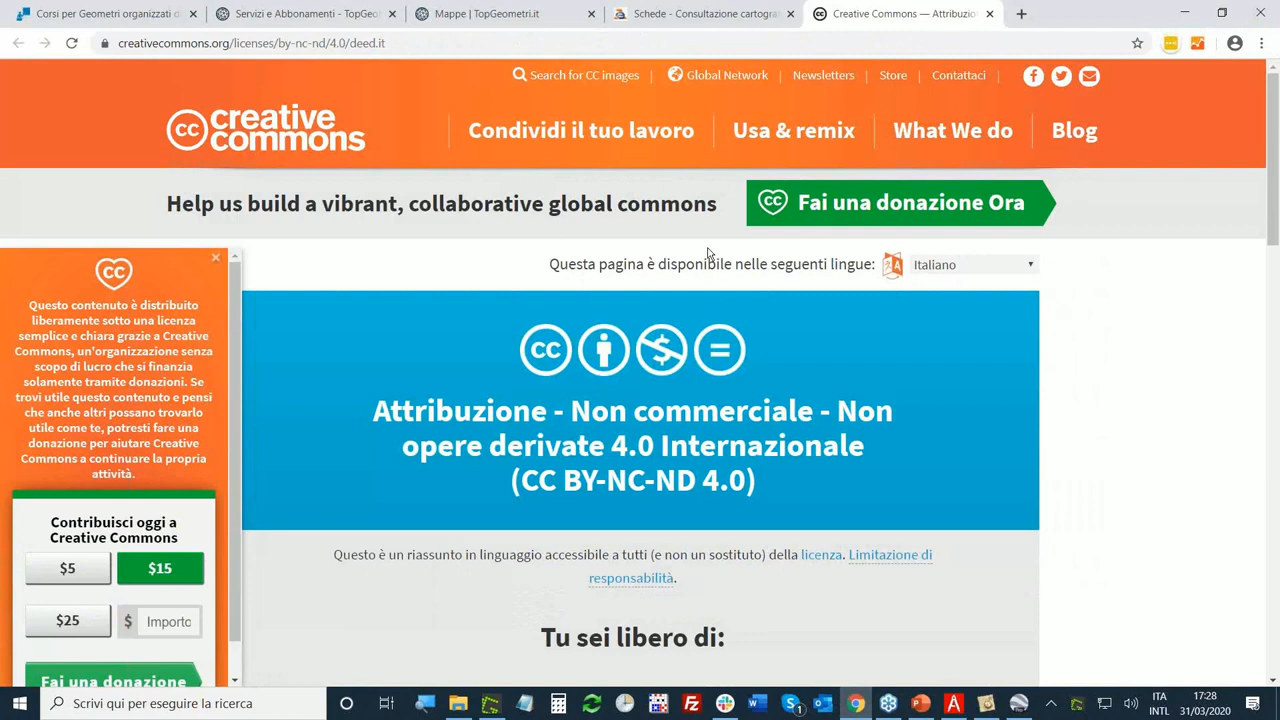 Corsi per Geometri organizzati d
Servizi e Abbonamenti - TopGeo
Mappe | TopGeometri.it
Schede - Consultazione cartogra
Creative Commons — Attribuzio
creativecommons.org/licenses/by-nc-nd/4.0/deed.it
Search for CC images
Global Network
Newsletters
Store
Contattaci
cc creative commons
Condividi il tuo lavoro
Usa & remix
What We do
Blog
Help us build a vibrant, collaborative global commons
Fai una donazione Ora
Questa pagina è disponibile nelle seguenti lingue:
Italiano
Questo contenuto è distribuito
liberamente sotto una licenza
semplice e chiara grazie a Creative
Commons, un'organizzazione senza
scopo di lucro che si finanzia
solamente tramite donazioni. Se
trovi utile questo contenuto e pensi
che anche altri possano trovarlo
utile come te, potresti fare una
donazione per aiutare Creative
Commons a continuare la propria
attività.
Contribuisci oggi a
Creative Commons
$5
$15
$25
$ Importo
Fai una donazione
Attribuzione - Non commerciale - Non
opere derivate 4.0 Internazionale
(CC BY-NC-ND 4.0)
Questo è un riassunto in linguaggio accessibile a tutti (e non un sostituto) della licenza. Limitazione di
responsabilità.
Tu sei libero di:
Scrivi qui per eseguire la ricerca
ITA
INTL
17:28
31/03/2020